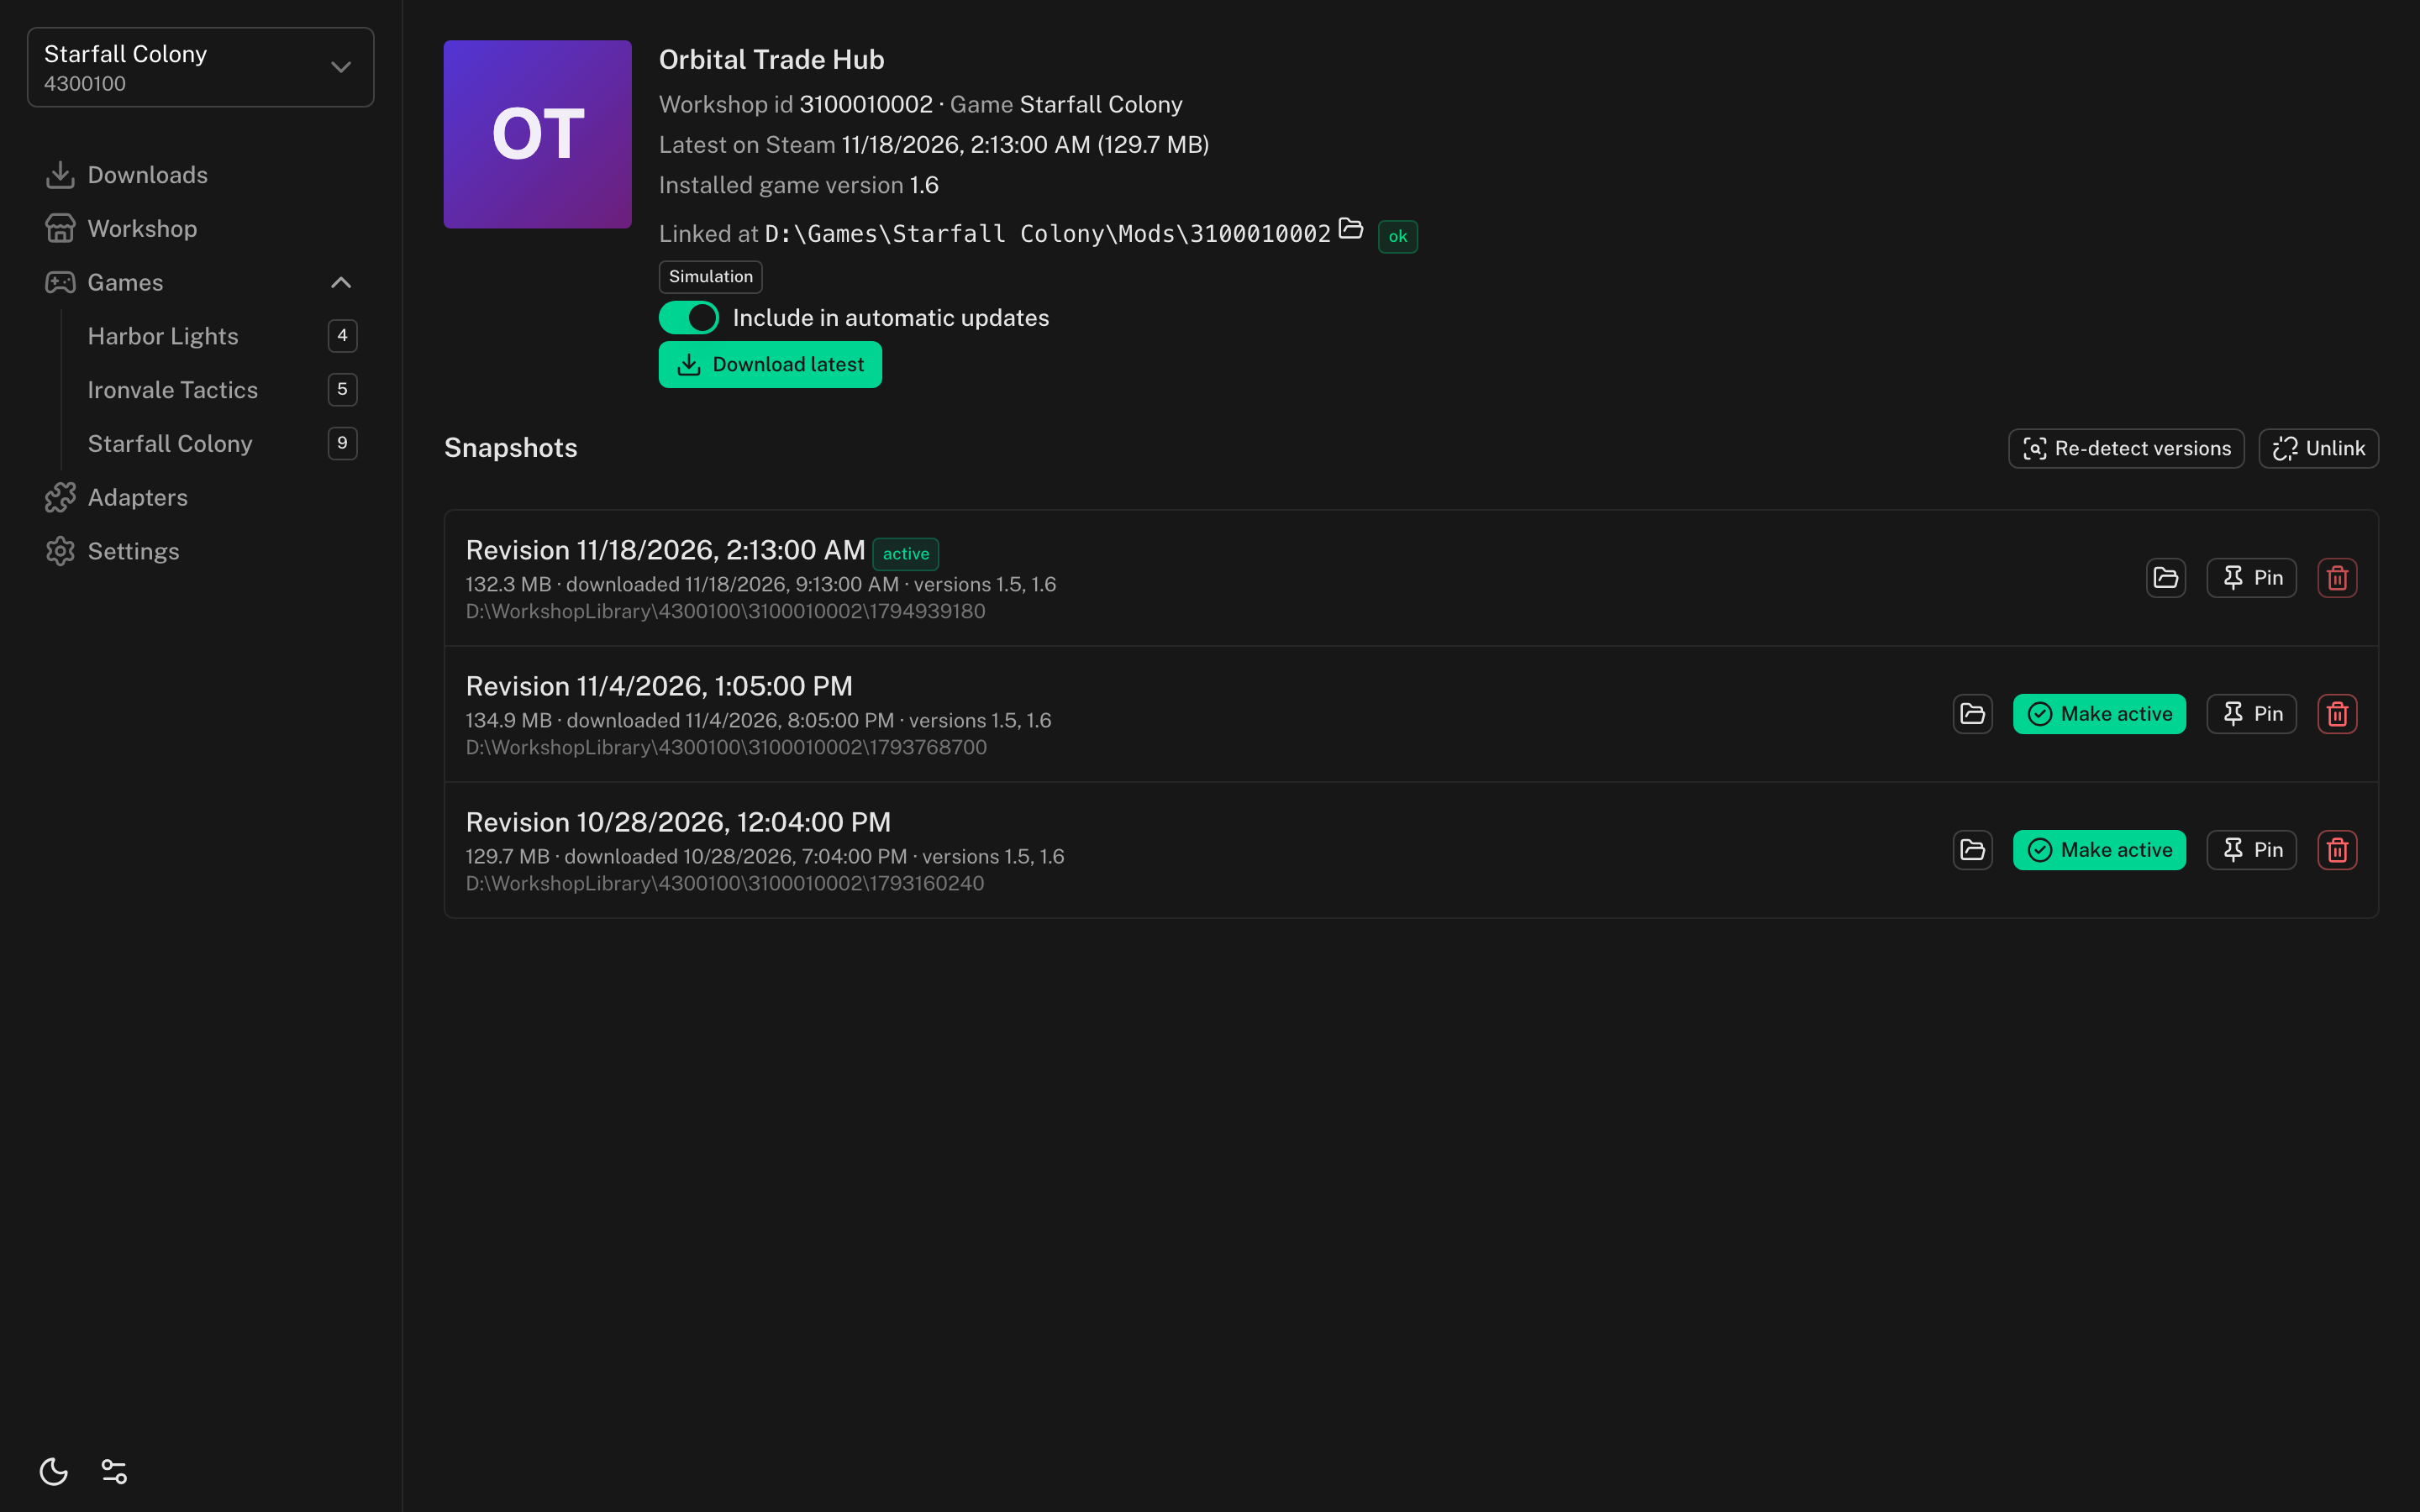 Starfall Colony
4300100
Downloads
Workshop
Games
Harbor Lights 4
Ironvale Tactics 5
Starfall Colony 9
Adapters
Settings
OT
Orbital Trade Hub
Workshop id 3100010002 · Game Starfall Colony
Latest on Steam 11/18/2026, 2:13:00 AM (129.7 MB)
Installed game version 1.6
Linked at D:\Games\Starfall Colony\Mods\3100010002 ok
Simulation
Include in automatic updates
Download latest
Snapshots
Re-detect versions
Unlink
Revision 11/18/2026, 2:13:00 AM active
132.3 MB · downloaded 11/18/2026, 9:13:00 AM · versions 1.5, 1.6
D:\WorkshopLibrary\4300100\3100010002\1794939180
Pin
Revision 11/4/2026, 1:05:00 PM
134.9 MB · downloaded 11/4/2026, 8:05:00 PM · versions 1.5, 1.6
D:\WorkshopLibrary\4300100\3100010002\1793768700
Make active
Pin
Revision 10/28/2026, 12:04:00 PM
129.7 MB · downloaded 10/28/2026, 7:04:00 PM · versions 1.5, 1.6
D:\WorkshopLibrary\4300100\3100010002\1793160240
Make active
Pin